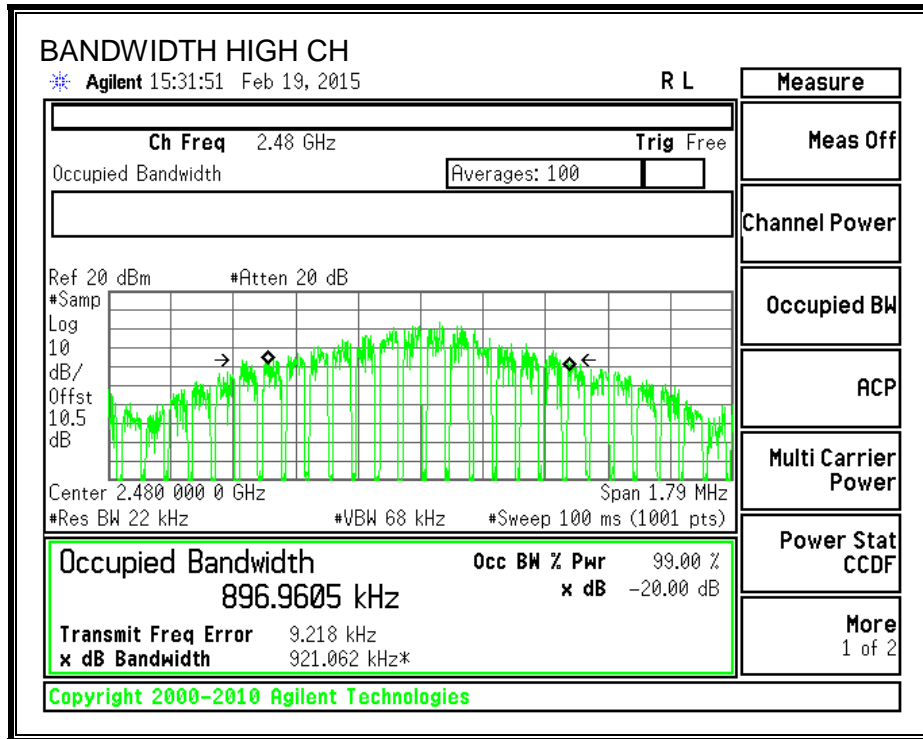 BANDWIDTH HIGH CH
Agilent 15:31:51 Feb 19, 2015 R L
Measure
Ch Freq 2.48 GHz Trig Free
Meas Off
Occupied Bandwidth Averages: 100
Channel Power
Ref 20 dBm #Atten 20 dB
#Samp
Log
10
dB/
Offst
10.5
dB
Occupied BW
ACP
Multi Carrier
Power
Center 2.480 000 0 GHz Span 1.79 MHz
#Res BW 22 kHz #VBW 68 kHz #Sweep 100 ms (1001 pts)
Occupied Bandwidth Occ BW % Pwr 99.00 %
896.9605 kHz x dB -20.00 dB
Power Stat
CCDF
Transmit Freq Error 9.218 kHz
x dB Bandwidth 921.062 kHz*
More
1 of 2
Copyright 2000-2010 Agilent Technologies